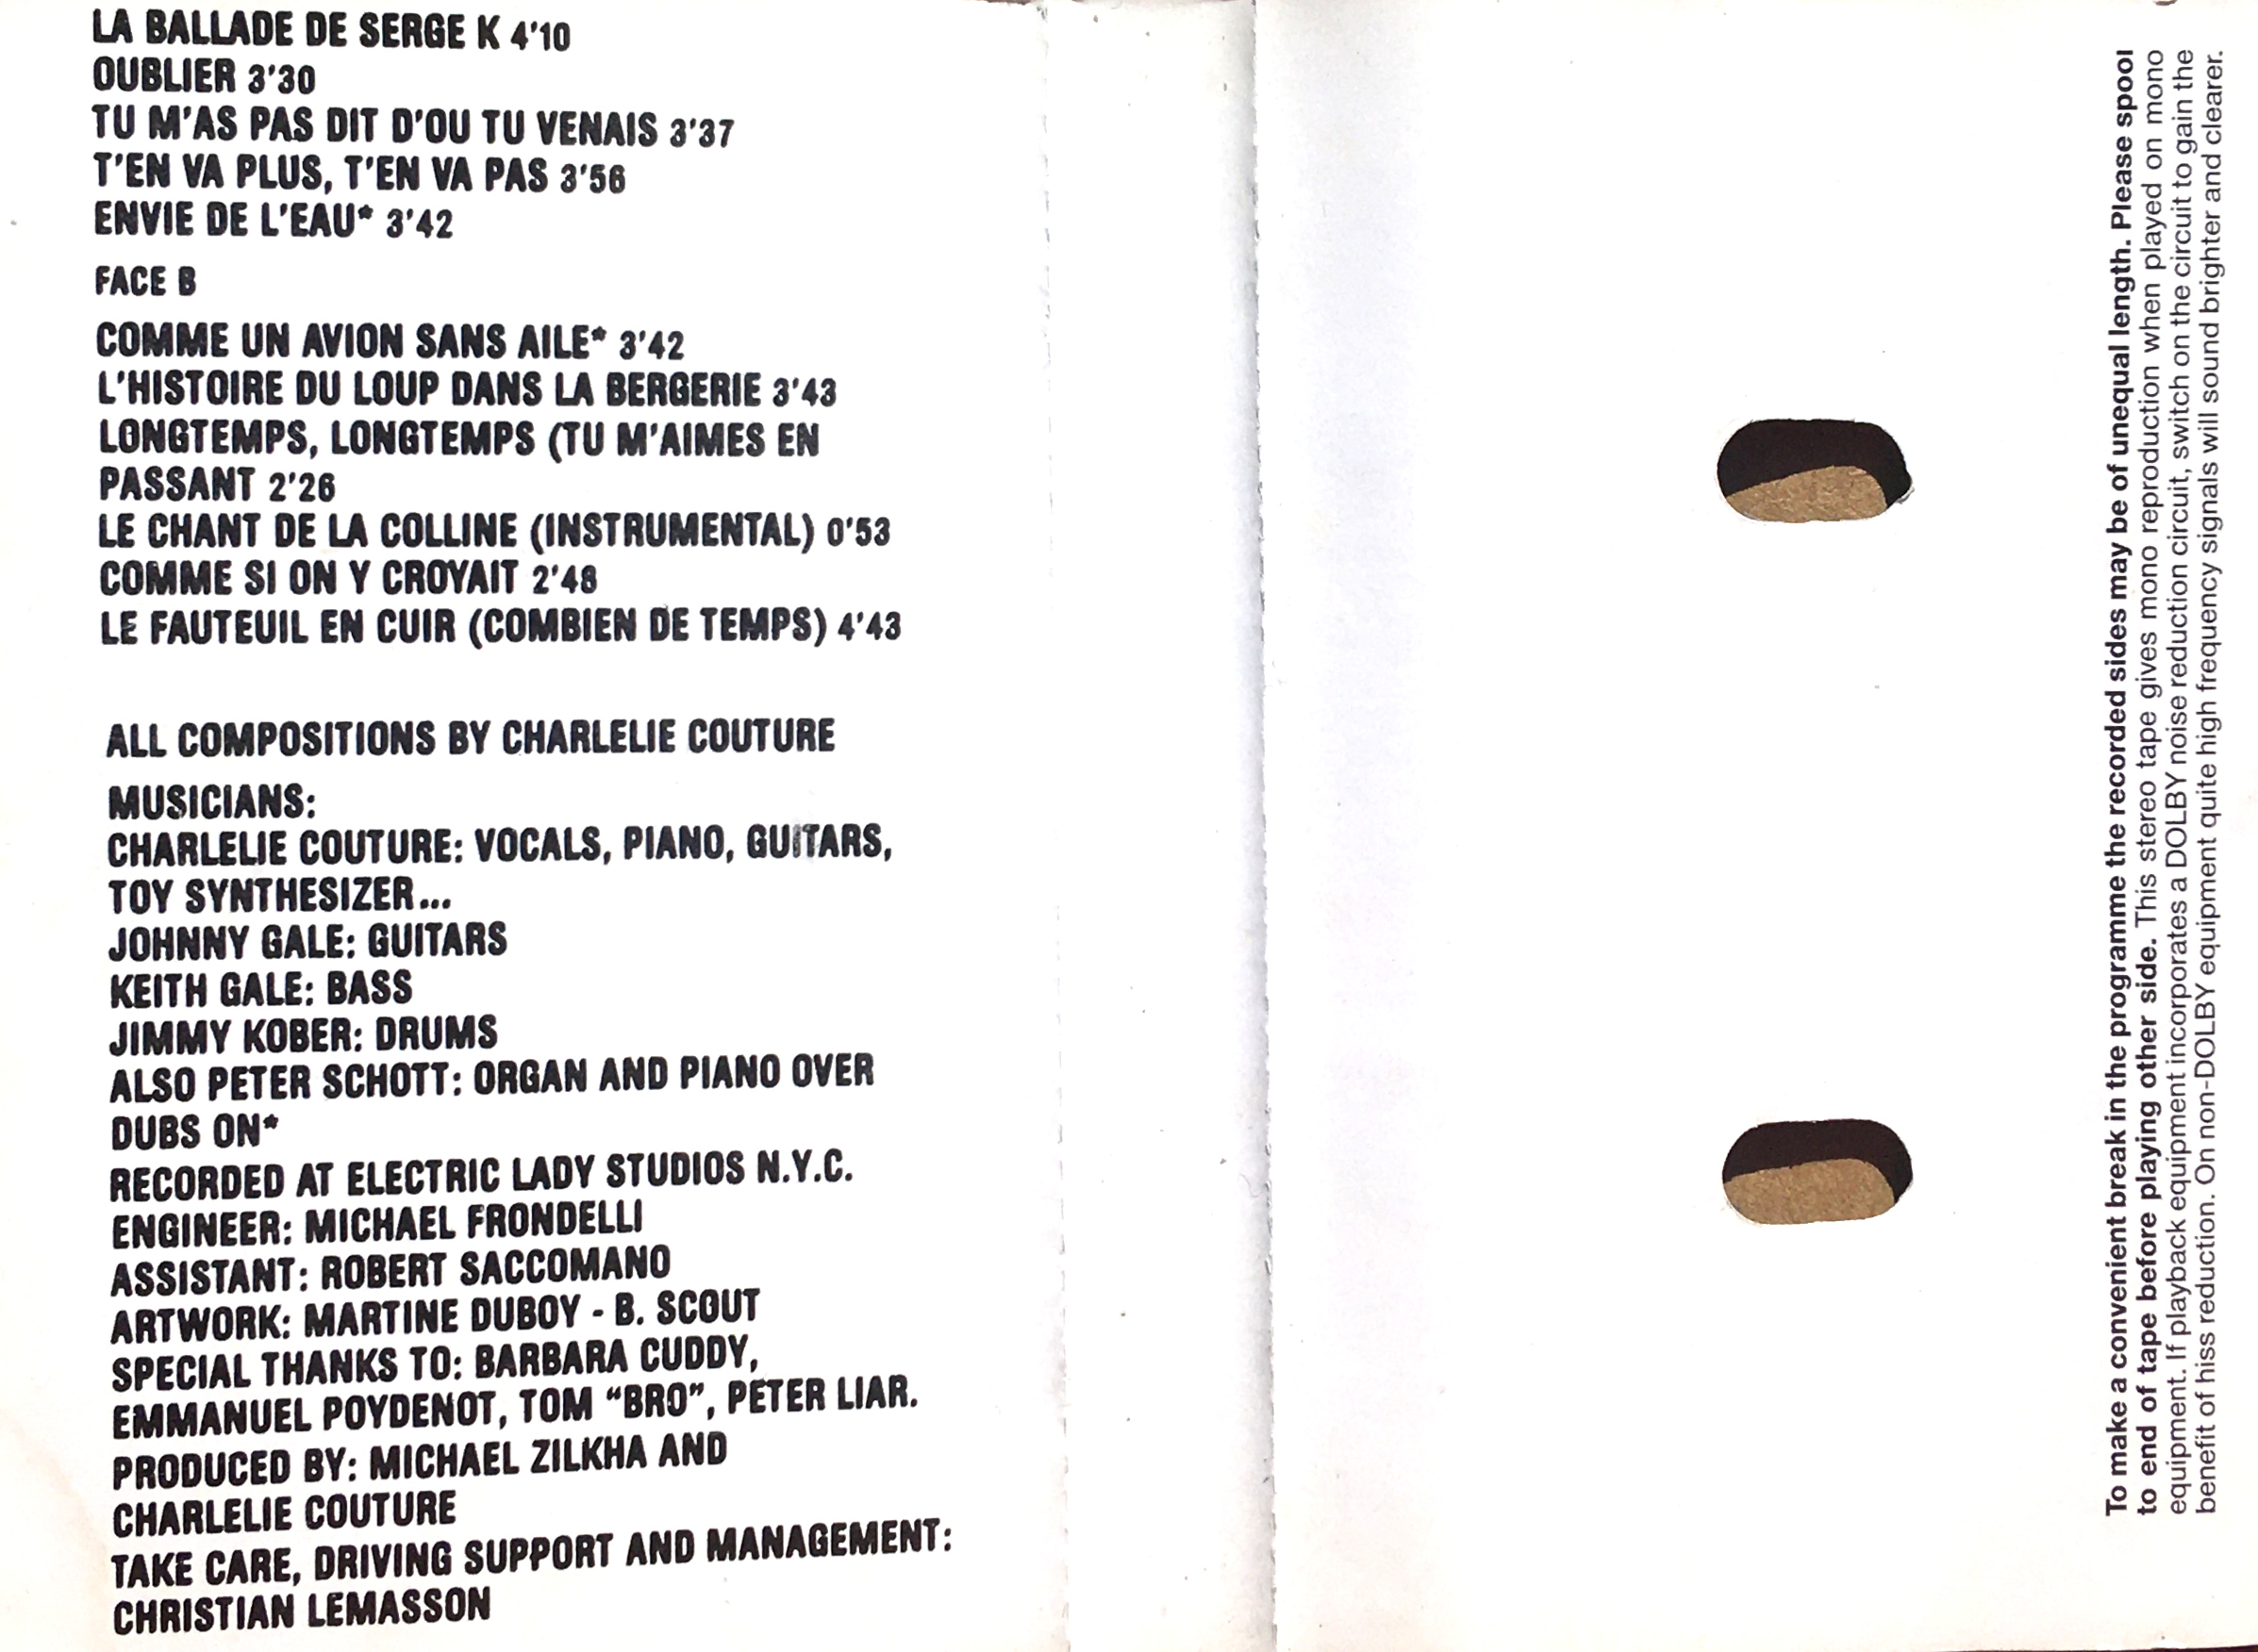 LA BALLADE DE SERGE K 4'10
OUBLIER 3'30
TU M'AS PAS DIT D'OU TU VENAIS 3'37
T'EN VA PLUS, T'EN VA PAS 3'56
ENVIE DE L'EAU* 3'42
FACE B
COMME UN AVION SANS AILE* 3'42
L'HISTOIRE DU LOUP DANS LA BERGERIE 3'43
LONGTEMPS, LONGTEMPS (TU M'AIMES EN
PASSANT 2'26
LE CHANT DE LA COLLINE (INSTRUMENTAL) 0'53
COMME SI ON Y CROYAIT 2'48
LE FAUTEUIL EN CUIR (COMBIEN DE TEMPS) 4'43
ALL COMPOSITIONS BY CHARLELIE COUTURE
MUSICIANS:
CHARLELIE COUTURE: VOCALS, PIANO, GUITARS,
TOY SYNTHESIZER...
JOHNNY GALE: GUITARS
KEITH GALE: BASS
JIMMY KOBER: DRUMS
ALSO PETER SCHOTT: ORGAN AND PIANO OVER
DUBS ON*
RECORDED AT ELECTRIC LADY STUDIOS N.Y.C.
ENGINEER: MICHAEL FRONDELLI
ASSISTANT: ROBERT SACCOMANO
ARTWORK: MARTINE DUBOY - B. SCOUT
SPECIAL THANKS TO: BARBARA CUDDY,
EMMANUEL POYDENOT, TOM "BRO", PETER LIAR.
PRODUCED BY: MICHAEL ZILKHA AND
CHARLELIE COUTURE
TAKE CARE, DRIVING SUPPORT AND MANAGEMENT:
CHRISTIAN LEMASSON
To make a convenient break in the programme the recorded sides may be of unequal length. Please spool
to end of tape before playing other side. This stereo tape gives mono reproduction when played on mono
equipment. If playback equipment incorporates a DOLBY noise reduction circuit, switch on the circuit to gain the
benefit of hiss reduction. On non-DOLBY equipment quite high frequency signals will sound brighter and clearer.